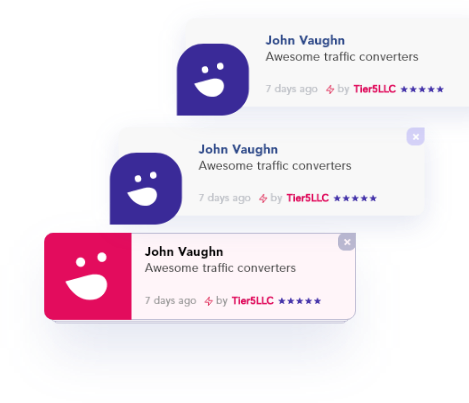 John Vaughn
Awesome traffic converters
7 days ago by Tier5LLC ★★★★★
John Vaughn
Awesome traffic converters
7 days ago by Tier5LLC ★★★★★
John Vaughn
Awesome traffic converters
7 days ago by Tier5LLC ★★★★★